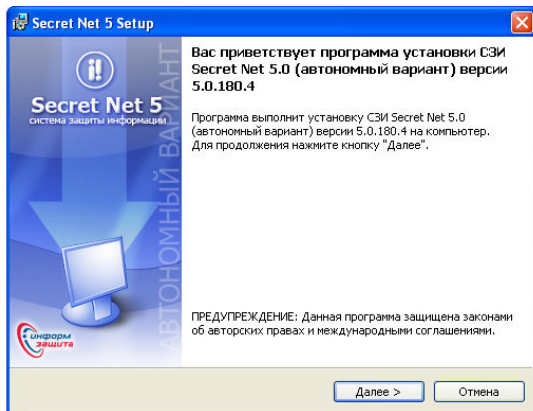 Secret Net 5 Setup
Вас приветствует программа установки СЗИ
Secret Net 5.0 (автономный вариант) версии
5.0.180.4
Secret Net 5
система защиты информации
АВТОНОМНЫЙ ВАРИАНТ
Программа выполнит установку СЗИ Secret Net 5.0
(автономный вариант) версии 5.0.180.4 на компьютер.
Для продолжения нажмите кнопку "Далее".
ПРЕДУПРЕЖДЕНИЕ: Данная программа защищена законами
об авторских правах и международными соглашениями.
информ
защита
Далее >
Отмена